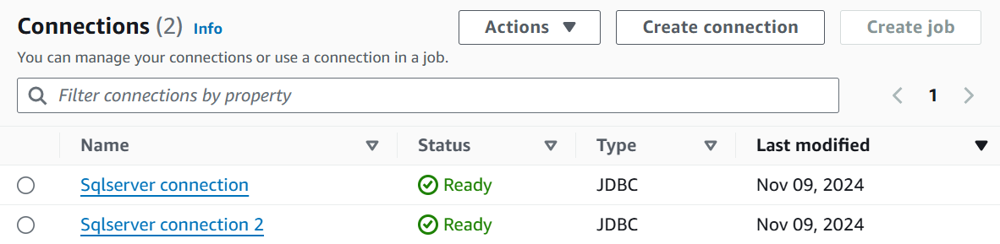 Connections (2) Info Actions Create connection Create job
You can manage your connections or use a connection in a job.
Filter connections by property 1
Name Status Type Last modified
Sqlserver connection Ready JDBC Nov 09, 2024
Sqlserver connection 2 Ready JDBC Nov 09, 2024